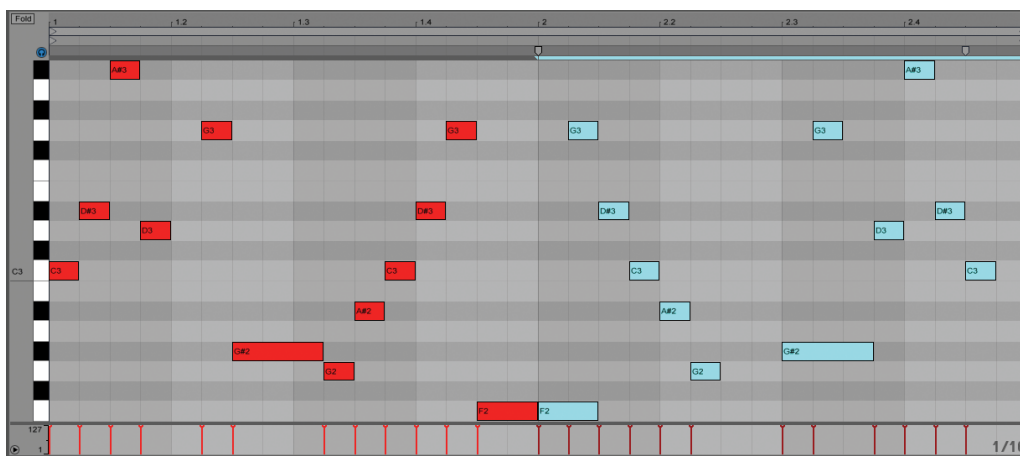 Fold 1 1.2 1.3 1.4 2 2.2 2.3 2.4
A#3 A#3
G3 G3 G3 G3
D#3 D#3 D#3 D#3
D3 D3
C3 C3 C3 C3 C3
A#2 A#2
G#2 G#2
G2 G2
F2 F2
127
1 1/16